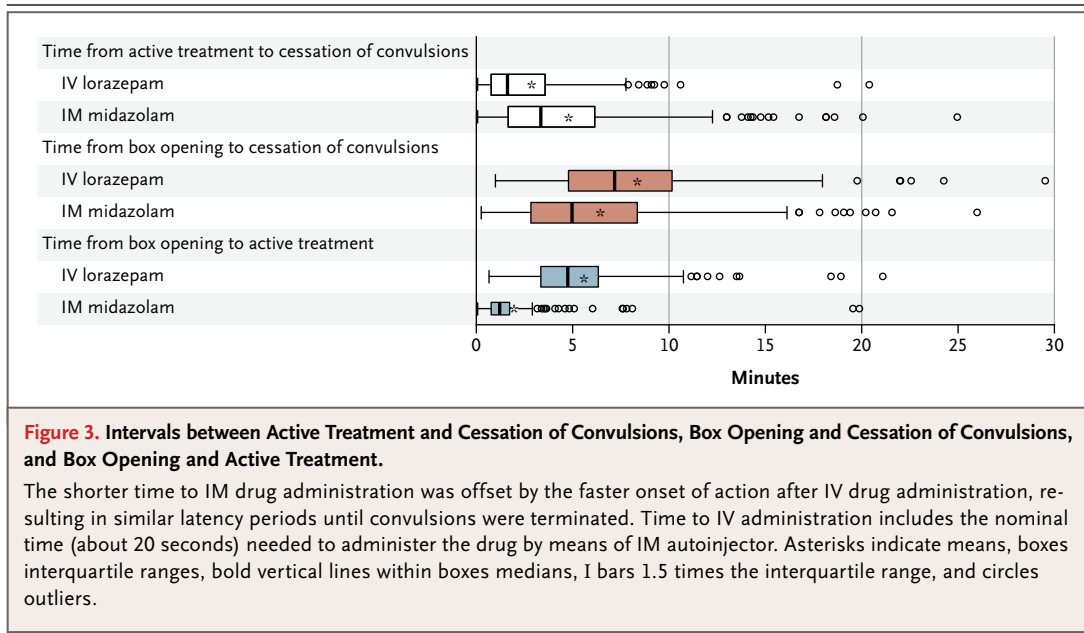 Time from active treatment to cessation of convulsions
IV lorazepam
IM midazolam
Time from box opening to cessation of convulsions
IV lorazepam
IM midazolam
Time from box opening to active treatment
IV lorazepam
IM midazolam
0 5 10 15 20 25 30
Minutes
Figure 3. Intervals between Active Treatment and Cessation of Convulsions, Box Opening and Cessation of Convulsions,
and Box Opening and Active Treatment.
The shorter time to IM drug administration was offset by the faster onset of action after IV drug administration, re-
sulting in similar latency periods until convulsions were terminated. Time to IV administration includes the nominal
time (about 20 seconds) needed to administer the drug by means of IM autoinjector. Asterisks indicate means, boxes
interquartile ranges, bold vertical lines within boxes medians, I bars 1.5 times the interquartile range, and circles
outliers.